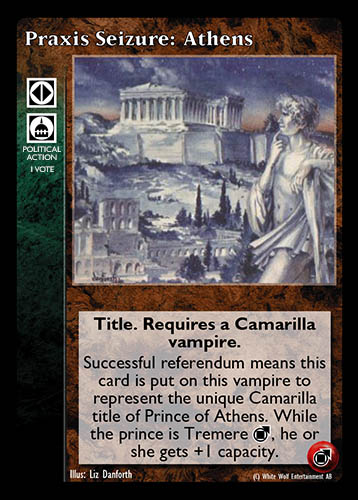 Praxis Seizure: Athens
POLITICAL
ACTION
1 VOTE
Title. Requires a Camarilla
vampire.
Successful referendum means this
card is put on this vampire to
represent the unique Camarilla
title of Prince of Athens. While
the prince is Tremere , he or
she gets +1 capacity.
Illus: Liz Danforth
(C) White Wolf Entertainment AB